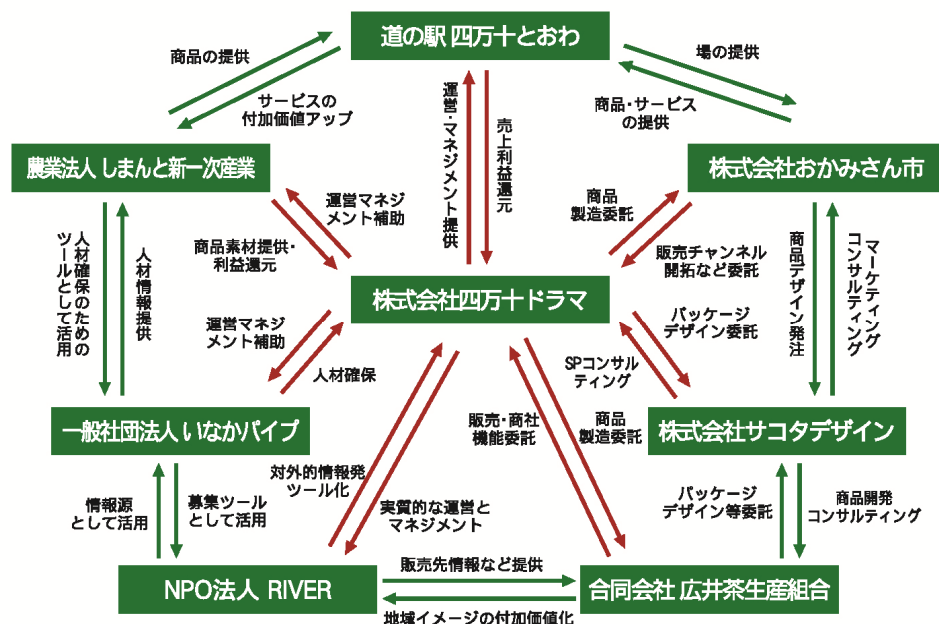 道の駅 四万十とおわ
商品の提供
サービスの
付加価値アップ
場の提供
商品・サービス
の提供
運営・マネジメント提供
売上利益還元
農業法人 しまんと新一次産業
株式会社おかみさん市
運営マネジ
メント補助
商品素材提供・
利益還元
商品
製造委託
販売チャンネル
開拓など委託
人材確保のための
ツールとして活用
人材情報提供
商品デザイン発注
マーケティング
コンサルティング
株式会社四万十ドラマ
運営マネジ
メント補助
人材確保
パッケージ
デザイン委託
SPコンサル
ティング
一般社団法人 いなかパイプ
株式会社サコタデザイン
販売・商社
機能委託
商品
製造委託
対外的情報発
ツール化
実質的な運営と
マネジメント
情報源
として活用
募集ツール
として活用
パッケージ
デザイン等委託
商品開発
コンサルティング
NPO法人 RIVER
販売先情報など提供
地域イメージの付加価値化
合同会社 広井茶生産組合